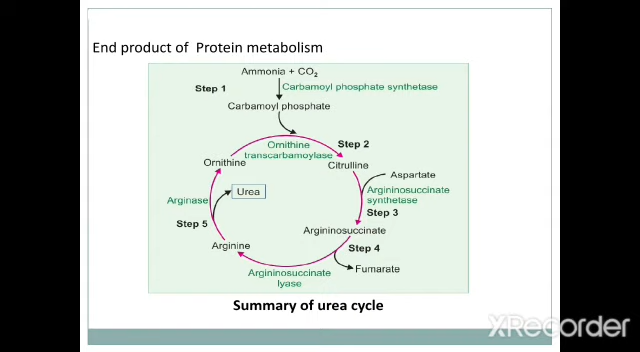 End product of Protein metabolism
Ammonia + CO₂
Step 1
Carbamoyl phosphate synthetase
Carbamoyl phosphate
Step 2
Ornithine
transcarbamoylase
Ornithine
Citrulline
Aspartate
Arginase
Urea
Argininosuccinate
synthetase
Step 3
Step 5
Argininosuccinate
Arginine
Step 4
Fumarate
Argininosuccinate
lyase
Summary of urea cycle
XRecorder